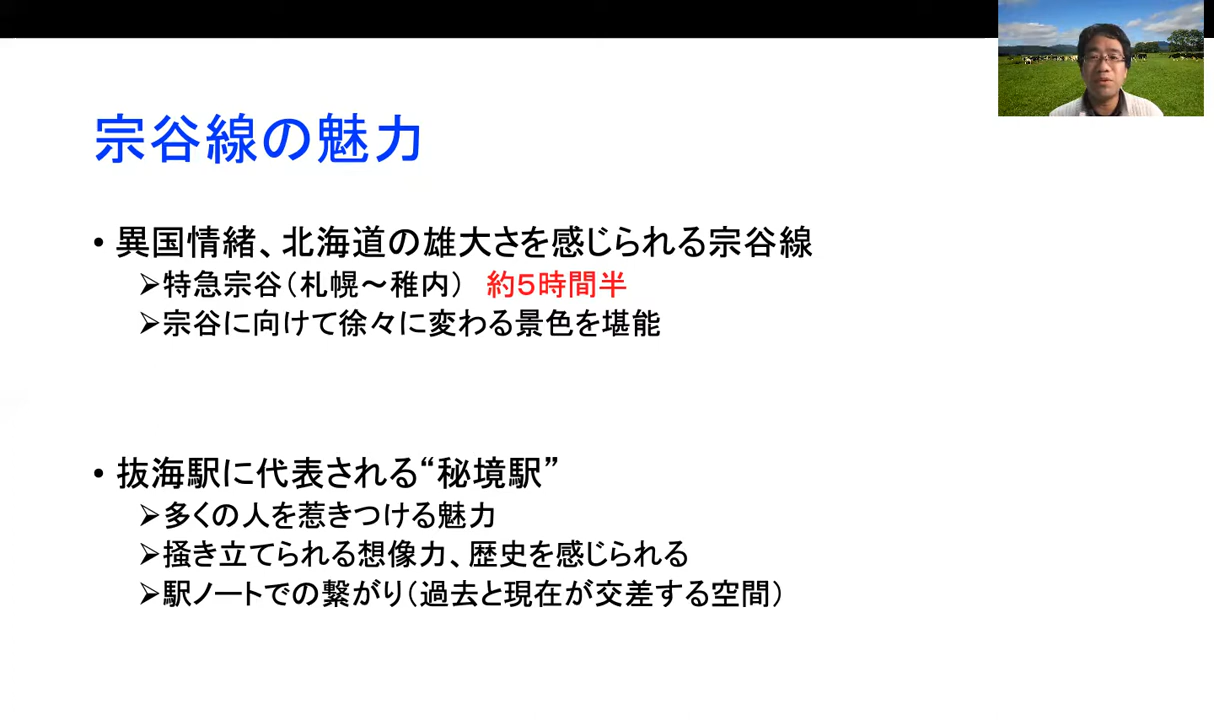 宗谷線の魅力
• 異国情緒、北海道の雄大さを感じられる宗谷線
➢特急宗谷(札幌～稚内) 約5時間半
➢宗谷に向けて徐々に変わる景色を堪能
• 抜海駅に代表される“秘境駅”
➢多くの人を惹きつける魅力
➢掻き立てられる想像力、歴史を感じられる
➢駅ノートでの繋がり(過去と現在が交差する空間)